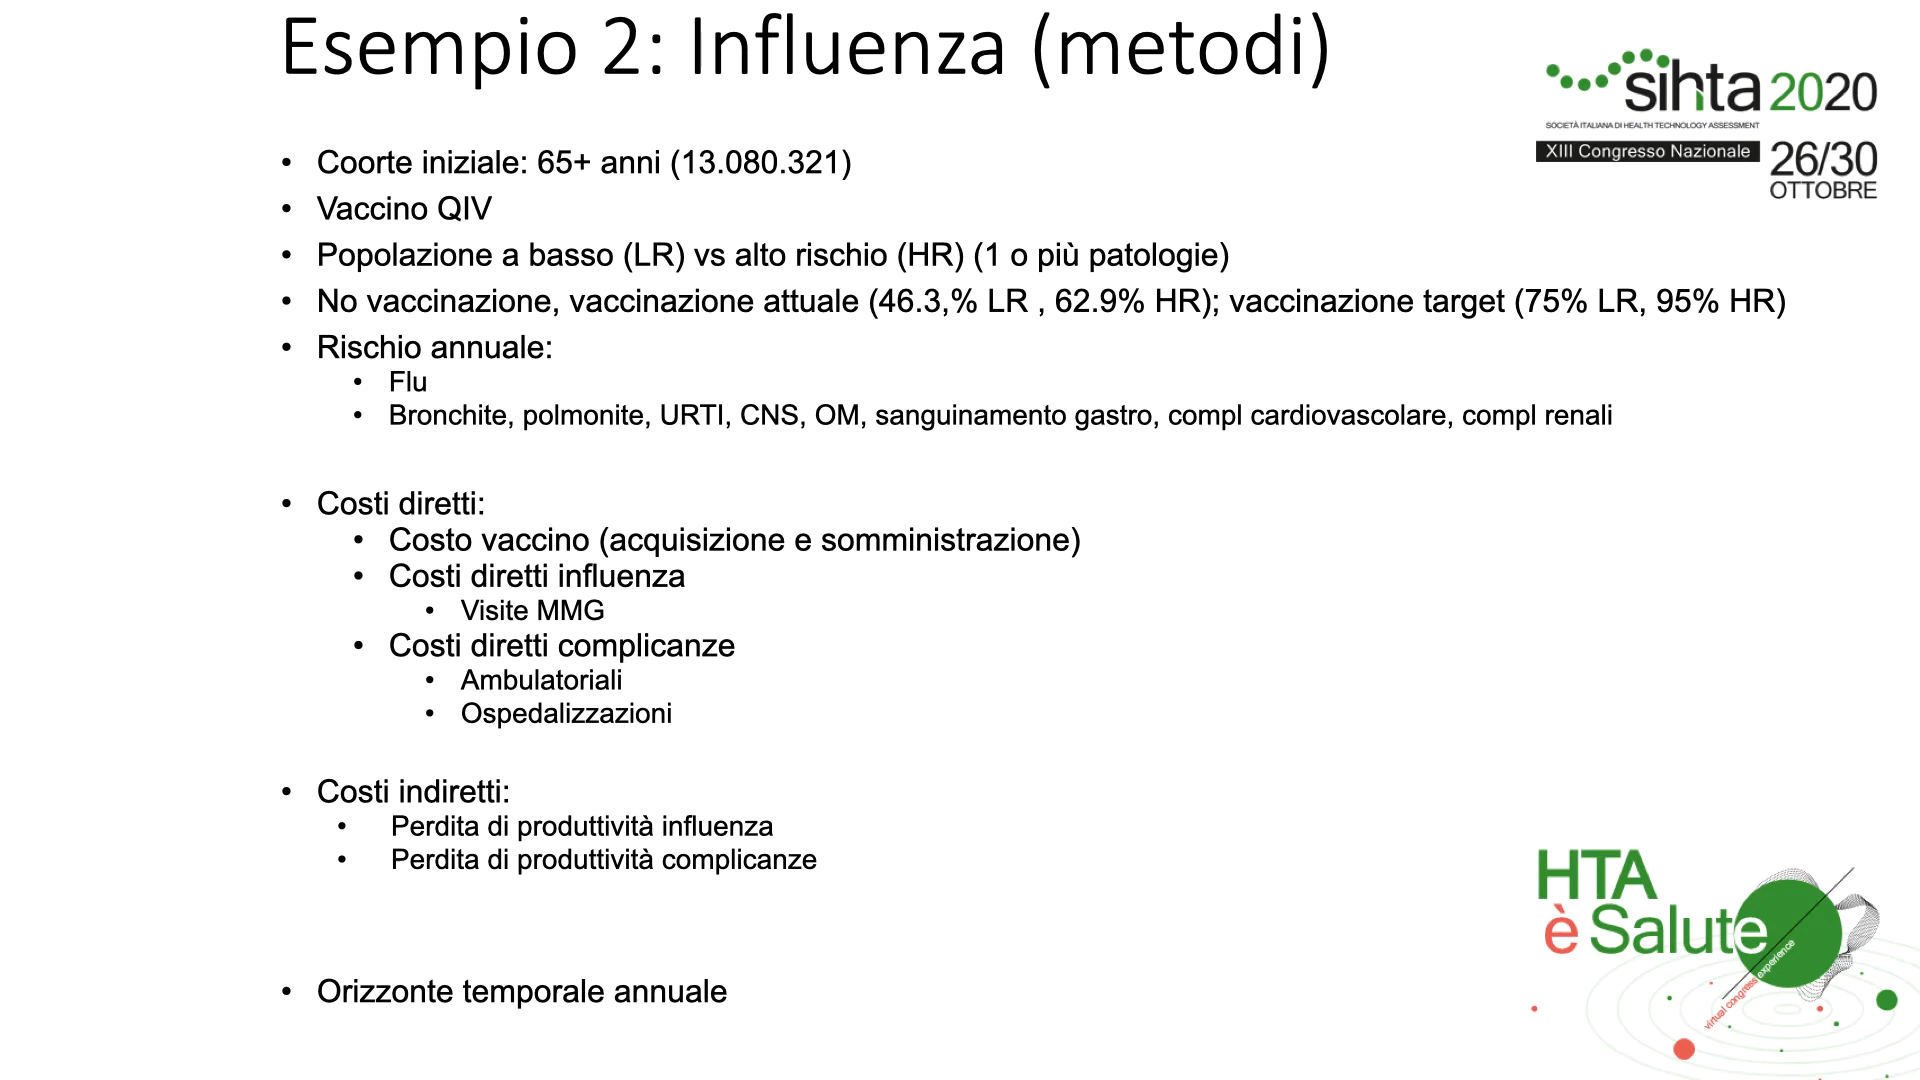 Esempio 2: Influenza (metodi)
sihta 2020
SOCIETÀ ITALIANA DI HEALTH TECHNOLOGY ASSESSMENT
XIII Congresso Nazionale
26/30
OTTOBRE
• Coorte iniziale: 65+ anni (13.080.321)
• Vaccino QIV
• Popolazione a basso (LR) vs alto rischio (HR) (1 o più patologie)
• No vaccinazione, vaccinazione attuale (46.3,% LR , 62.9% HR); vaccinazione target (75% LR, 95% HR)
• Rischio annuale:
• Flu
• Bronchite, polmonite, URTI, CNS, OM, sanguinamento gastro, compl cardiovascolare, compl renali
• Costi diretti:
• Costo vaccino (acquisizione e somministrazione)
• Costi diretti influenza
• Visite MMG
• Costi diretti complicanze
• Ambulatoriali
• Ospedalizzazioni
• Costi indiretti:
• Perdita di produttività influenza
• Perdita di produttività complicanze
• Orizzonte temporale annuale
HTA
è Salute
virtual congress experience